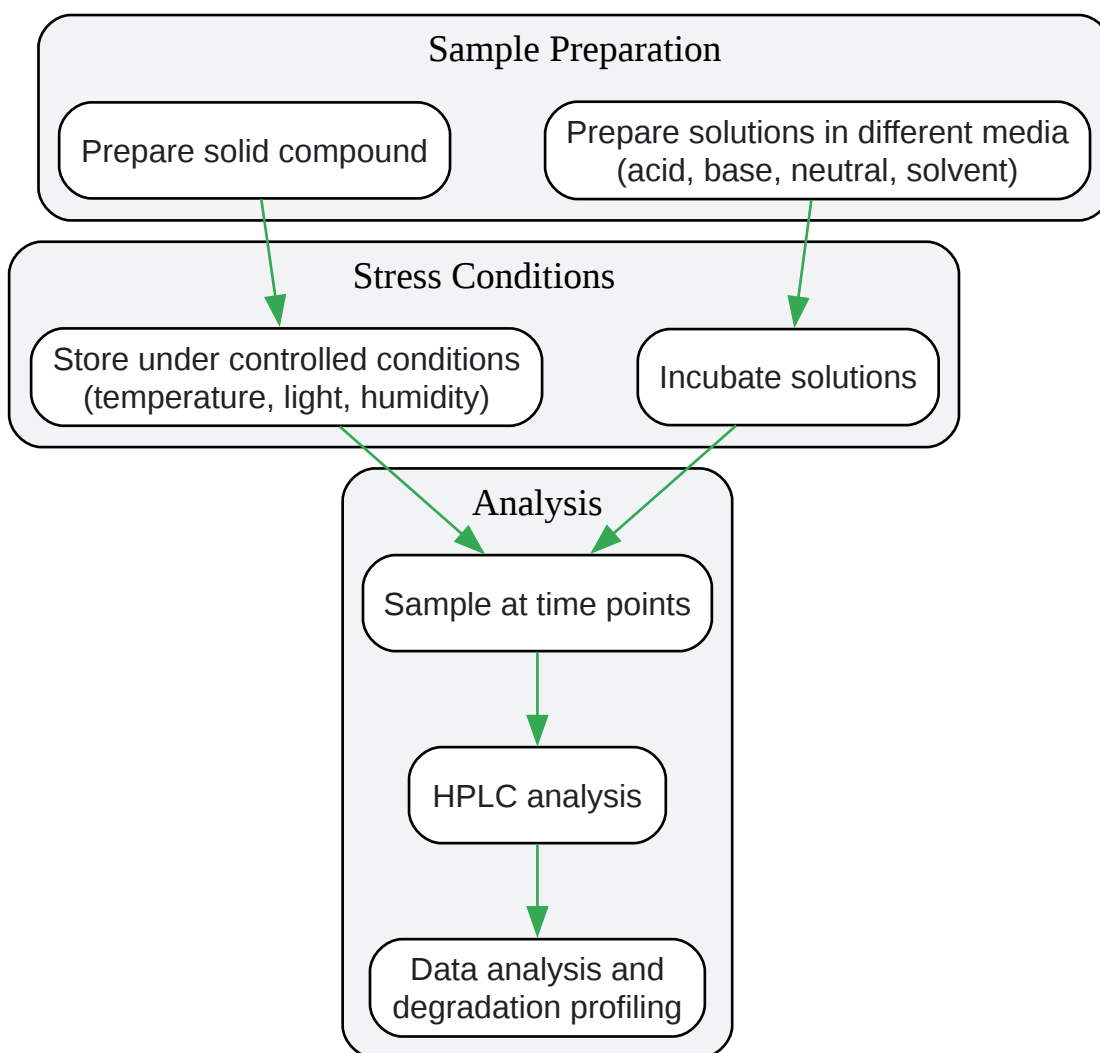 Sample Preparation
Prepare solid compound
Prepare solutions in different media
(acid, base, neutral, solvent)
Stress Conditions
Store under controlled conditions
(temperature, light, humidity)
Incubate solutions
Analysis
Sample at time points
HPLC analysis
Data analysis and
degradation profiling